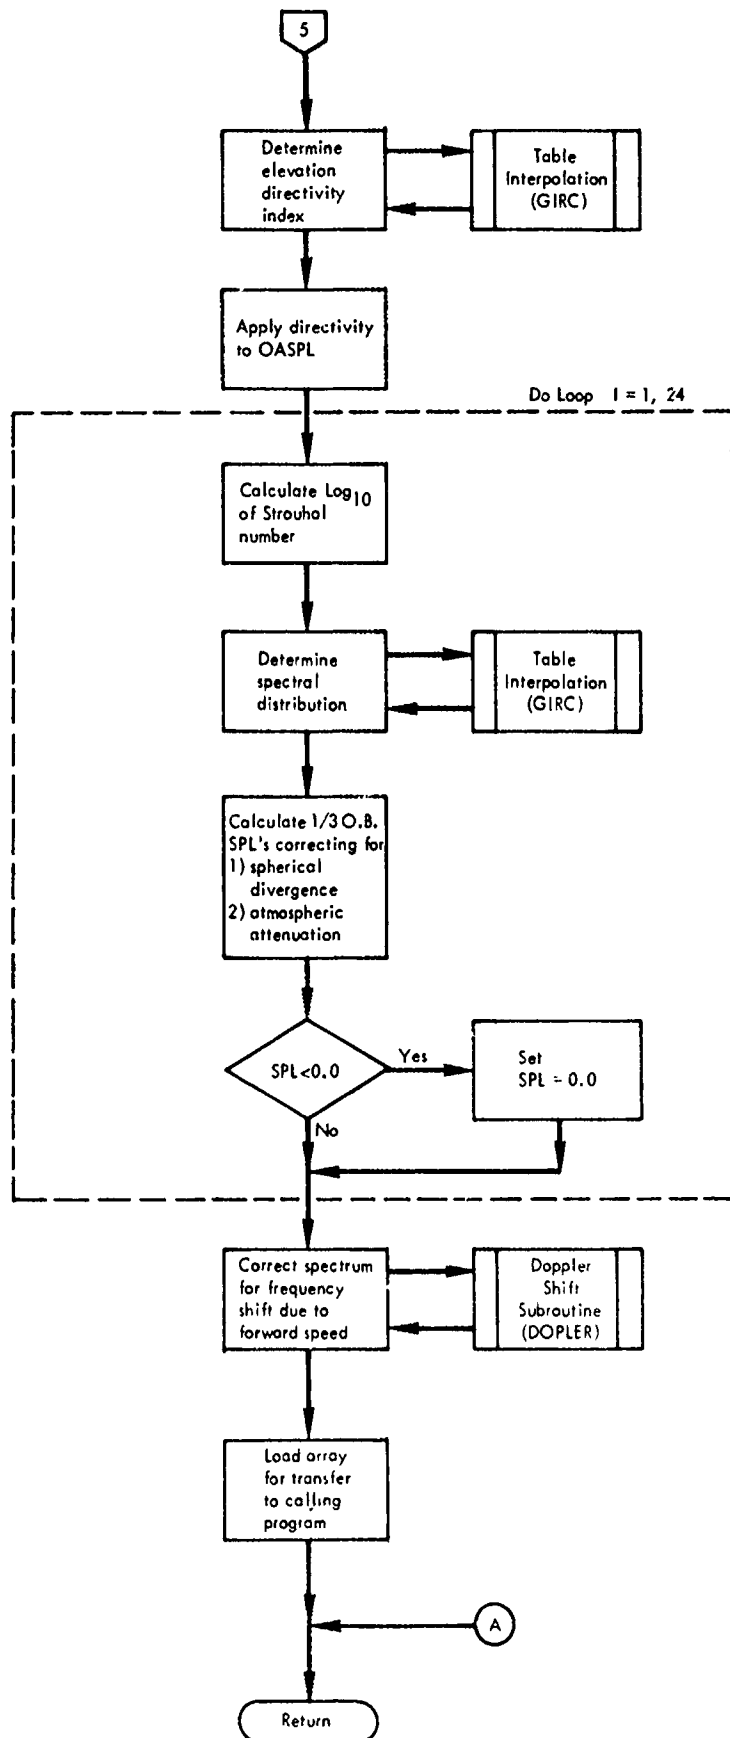 5
Determine
elevation
directivity
index
Table
Interpolation
(GIRC)
Apply directivity
to OASPL
Do Loop I = 1, 24
Calculate Log10
of Strouhal
number
Determine
spectral
distribution
Table
Interpolation
(GIRC)
Calculate 1/3 O.B.
SPL's correcting for
1) spherical
divergence
2) atmospheric
attenuation
SPL<0.0
Yes
Set
SPL = 0.0
No
Correct spectrum
for frequency
shift due to
forward speed
Doppler
Shift
Subroutine
(DOPLER)
Load array
for transfer
to calling
program
A
Return